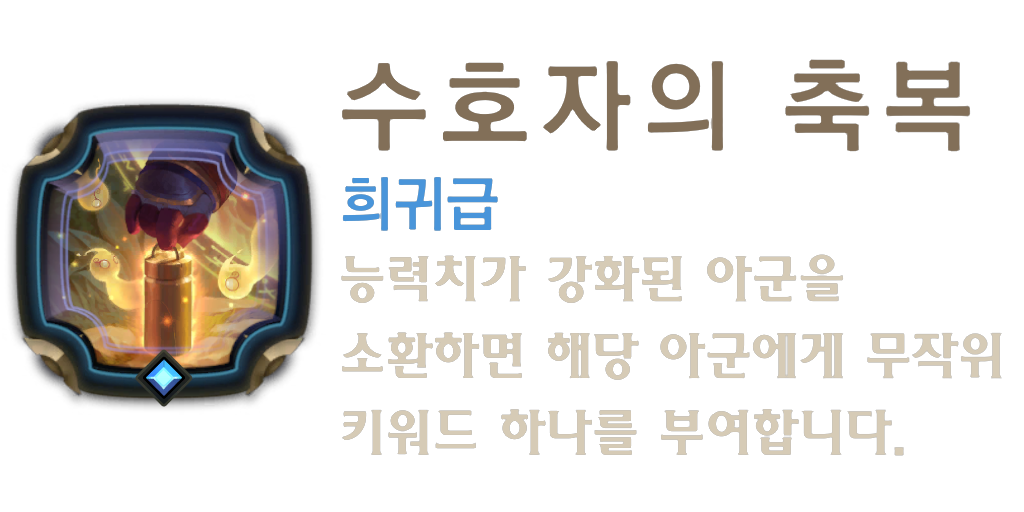 수호자의 축복
희귀급
능력치가 강화된 아군을
소환하면 해당 아군에게 무작위
키워드 하나를 부여합니다.